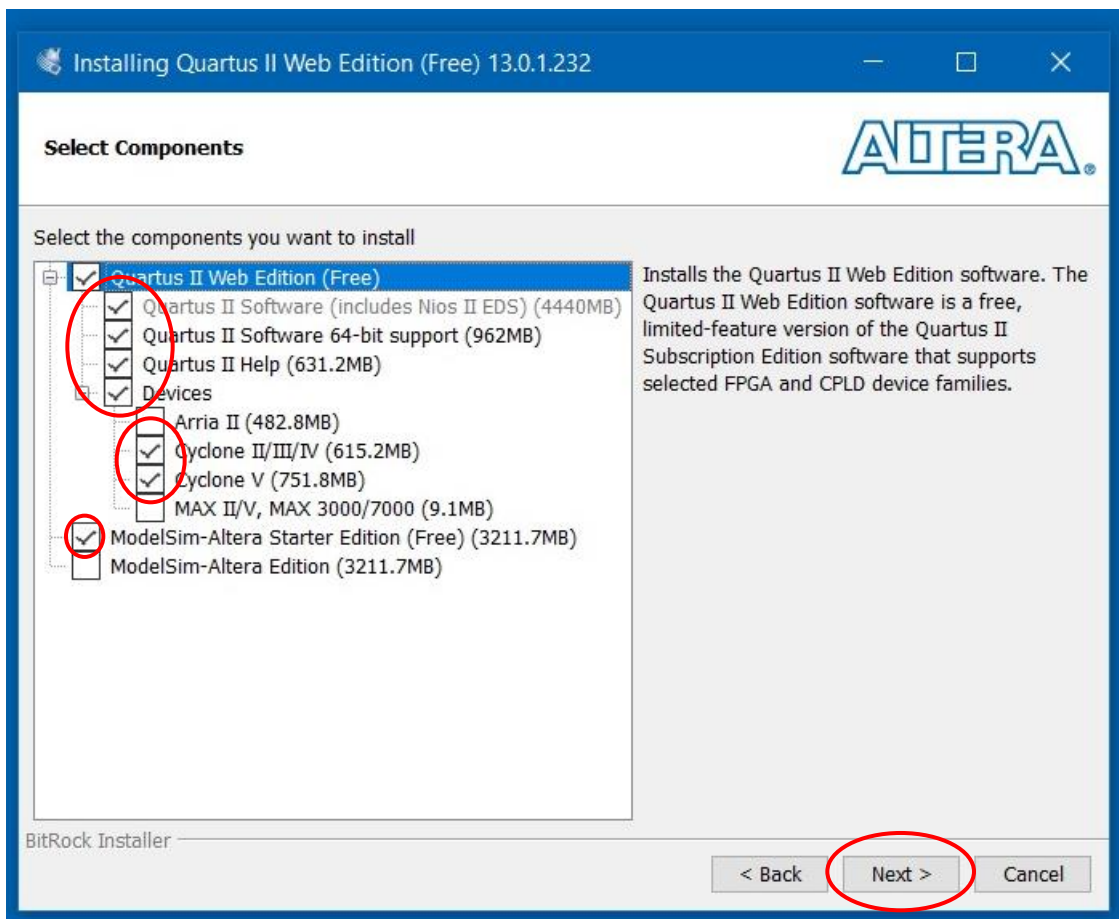 Installing Quartus II Web Edition (Free) 13.0.1.232
Select Components
ALTERA®
Select the components you want to install
Quartus II Web Edition (Free)
Quartus II Software (includes Nios II EDS) (4440MB)
Quartus II Software 64-bit support (962MB)
Quartus II Help (631.2MB)
Devices
Arria II (482.8MB)
Cyclone II/III/IV (615.2MB)
Cyclone V (751.8MB)
MAX II/V, MAX 3000/7000 (9.1MB)
ModelSim-Altera Starter Edition (Free) (3211.7MB)
ModelSim-Altera Edition (3211.7MB)
Installs the Quartus II Web Edition software. The
Quartus II Web Edition software is a free,
limited-feature version of the Quartus II
Subscription Edition software that supports
selected FPGA and CPLD device families.
BitRock Installer
< Back Next > Cancel